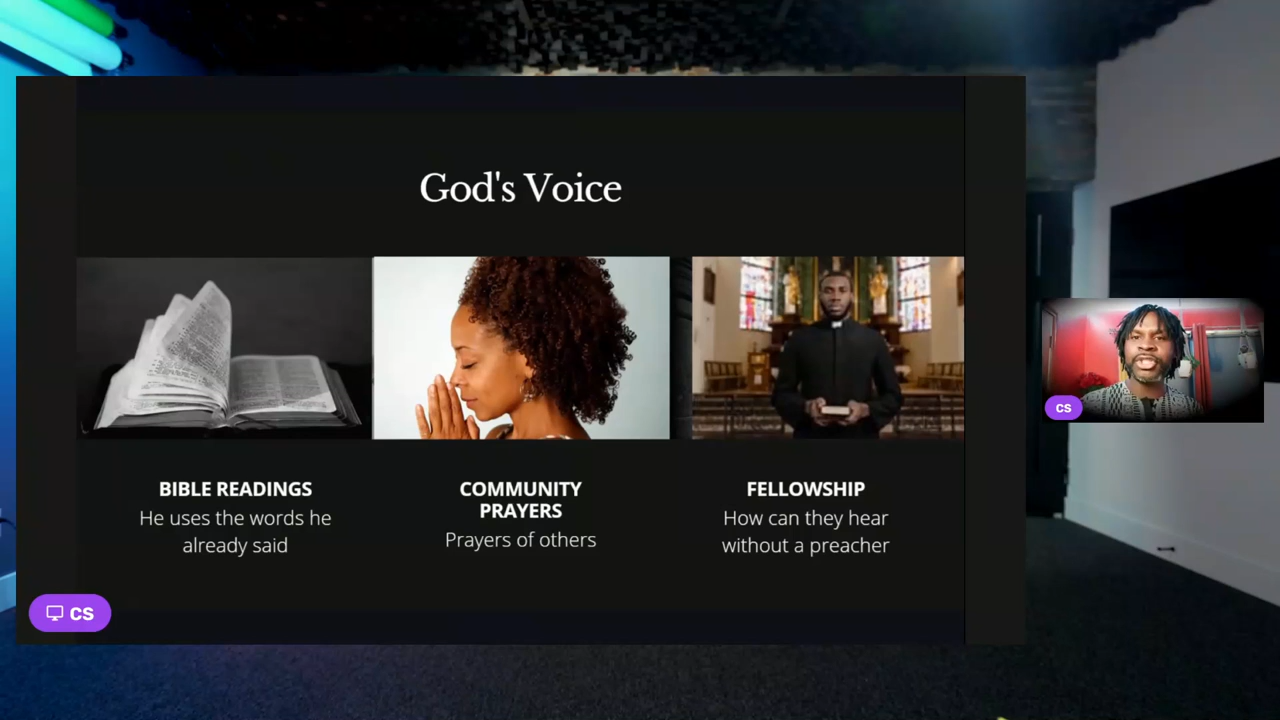 God's Voice
BIBLE READINGS
He uses the words he
already said
COMMUNITY
PRAYERS
Prayers of others
FELLOWSHIP
How can they hear
without a preacher
CS
CS